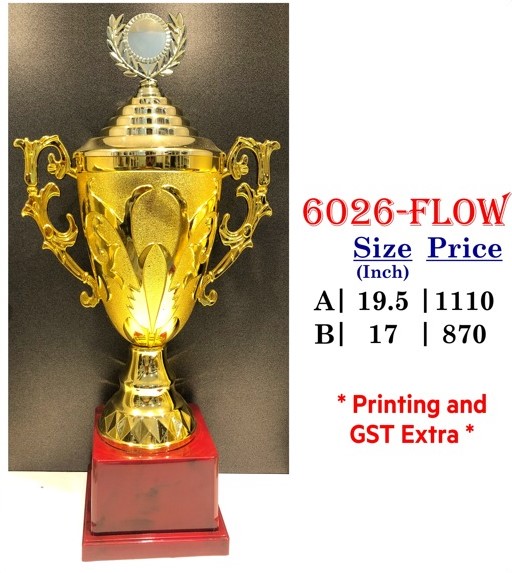 6026-FLOW
Size Price
(Inch)
A| 19.5 |1110
B| 17 | 870
* Printing and
GST Extra *